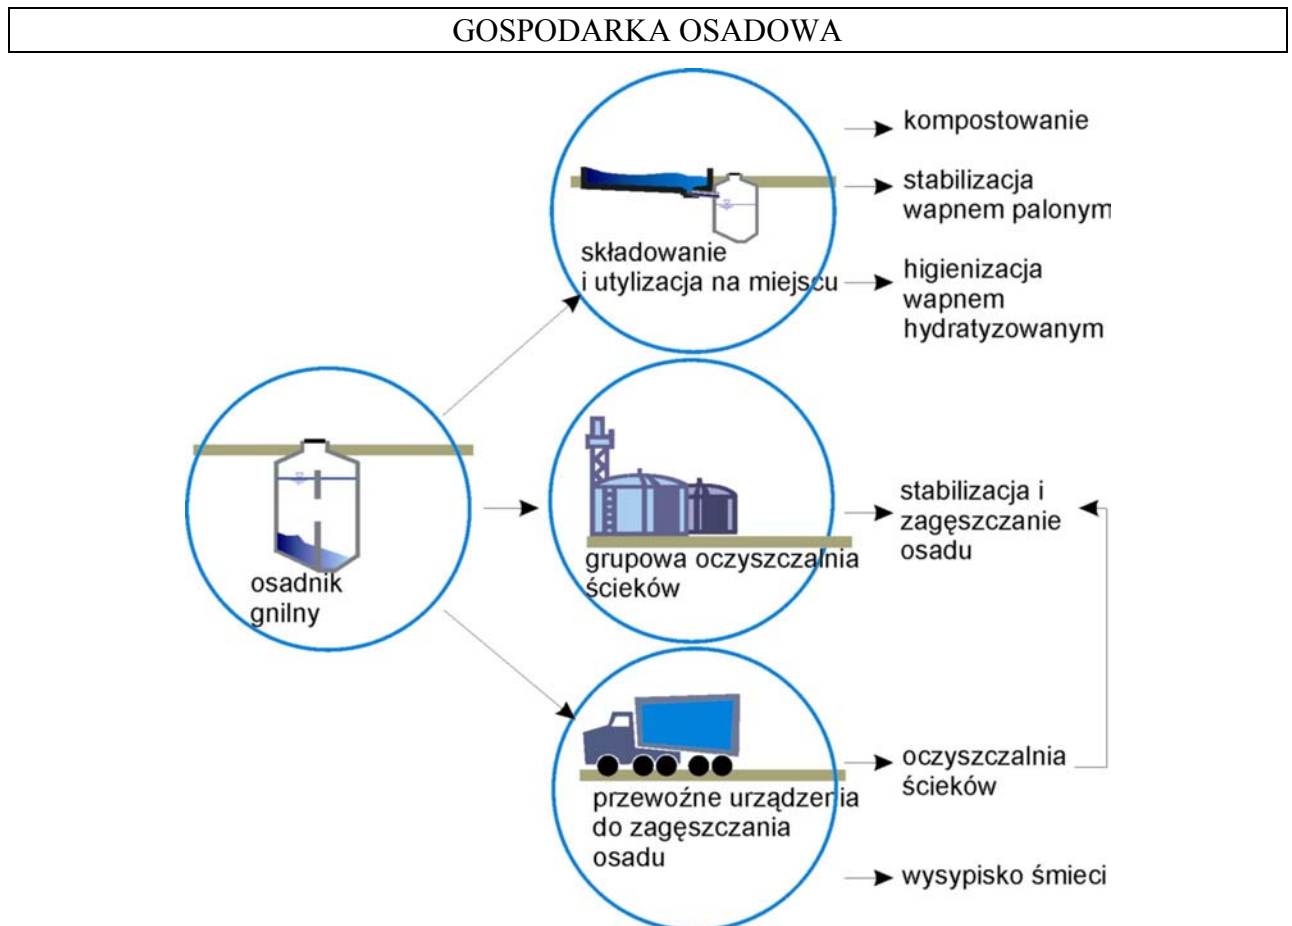 GOSPODARKA OSADOWA
kompostowanie
stabilizacja
wapnem palonym
składowanie
i utylizacja na miejscu
higienizacja
wapnem
hydratyzowanym
osadnik
gnilny
grupowa oczyszczalnia
ścieków
stabilizacja i
zagęszczanie
osadu
przewoźne urządzenia
do zagęszczania
osadu
oczyszczalnia
ścieków
wysypisko śmieci